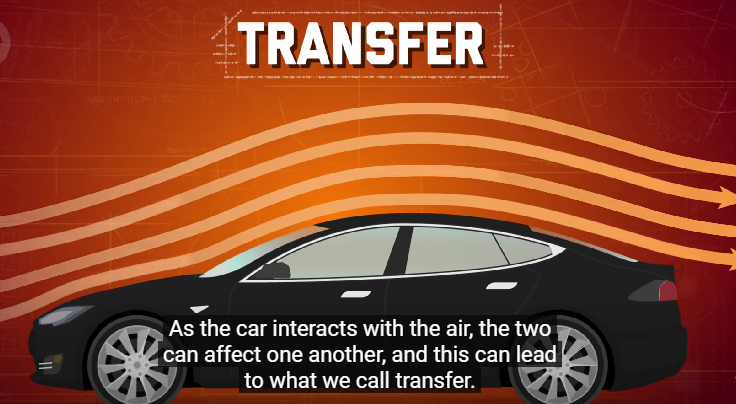 TRANSFER
As the car interacts with the air, the two
can affect one another, and this can lead
to what we call transfer.